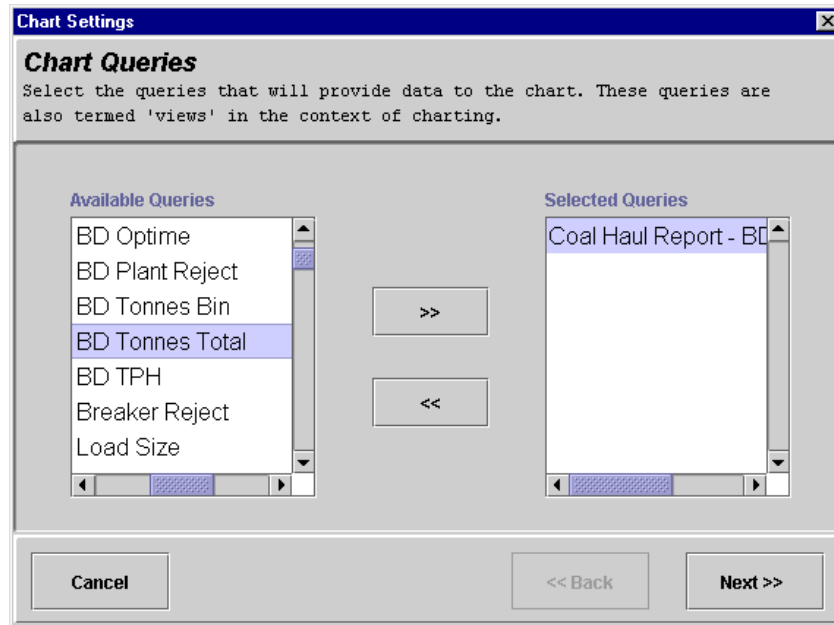 Chart Settings
Chart Queries
Select the queries that will provide data to the chart. These queries are
also termed 'views' in the context of charting.
Available Queries
BD Optime
BD Plant Reject
BD Tonnes Bin
BD Tonnes Total
BD TPH
Breaker Reject
Load Size
>>
<<
Selected Queries
Coal Haul Report - BD
Cancel
<< Back
Next >>